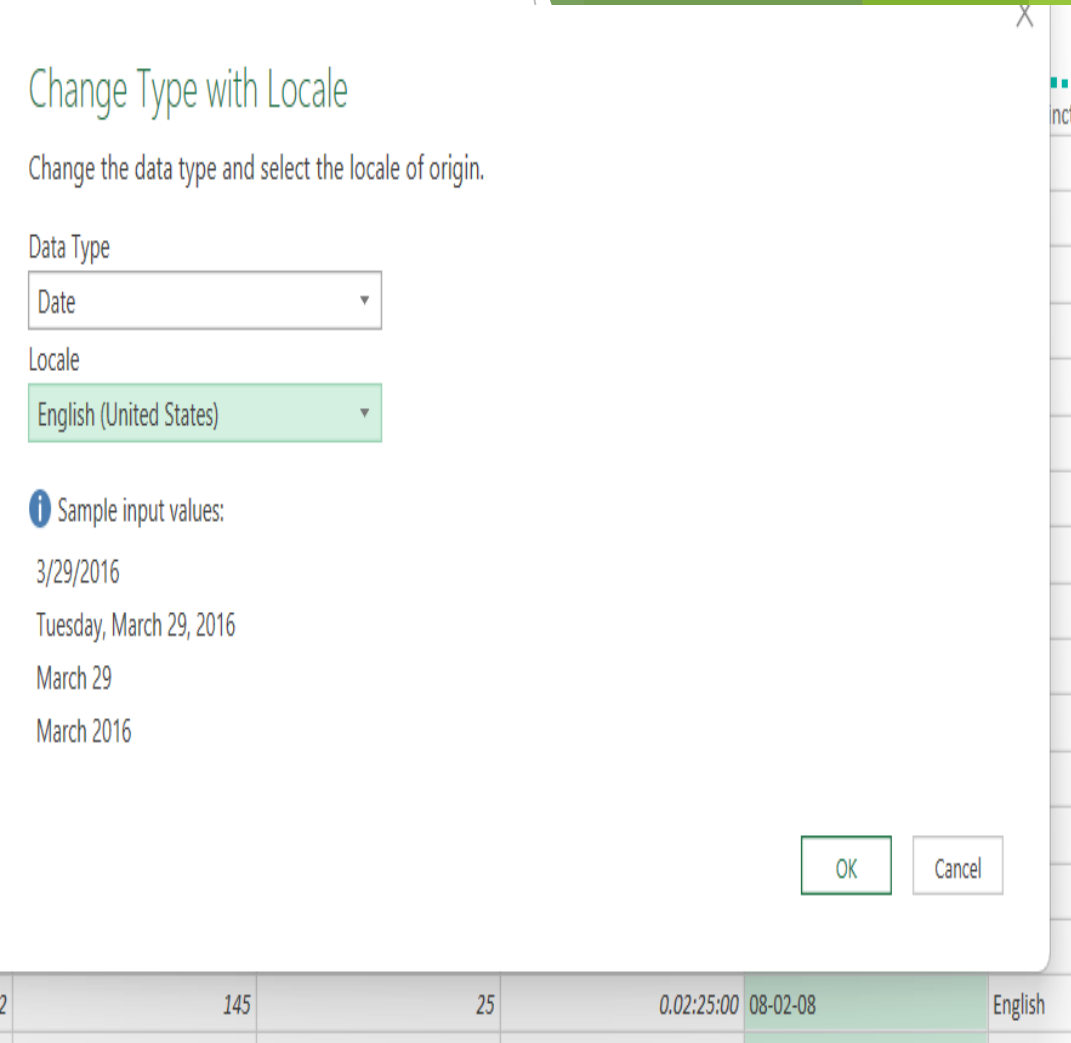 X
Change Type with Locale
Change the data type and select the locale of origin.
Data Type
Date
Locale
English (United States)
Sample input values:
3/29/2016
Tuesday, March 29, 2016
March 29
March 2016
OK Cancel
2 145 25 0.02:25:00 08-02-08 English